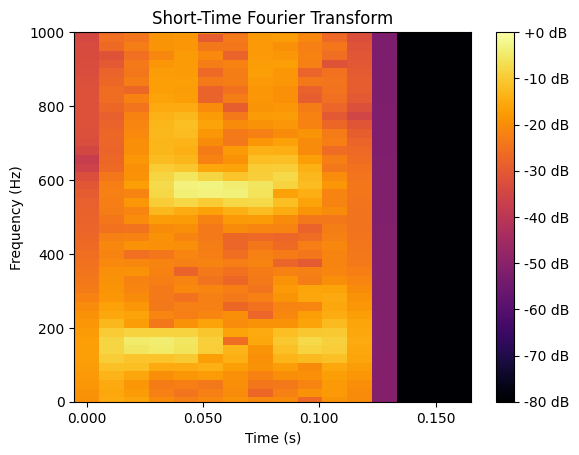 Short-Time Fourier Transform
1000
800
600
400
200
0
Frequency (Hz)
0.000
0.050
0.100
0.150
Time (s)
+0 dB
-10 dB
-20 dB
-30 dB
-40 dB
-50 dB
-60 dB
-70 dB
-80 dB